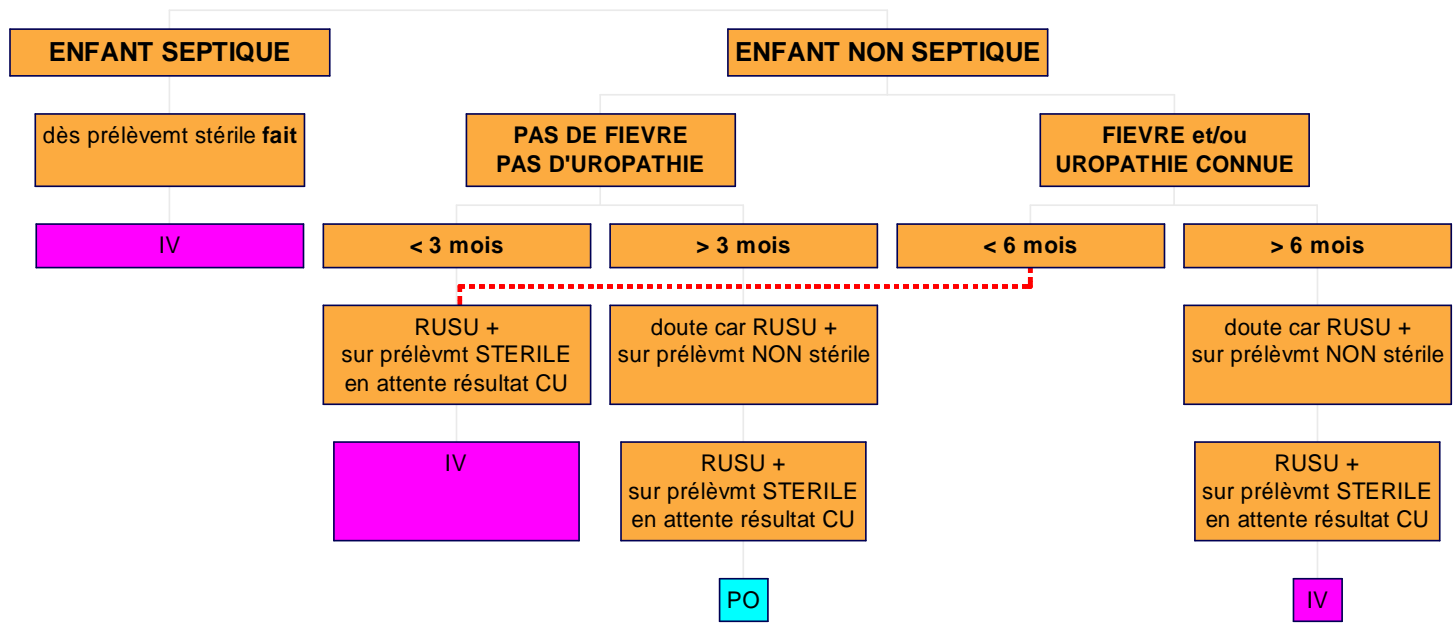 ENFANT SEPTIQUE
ENFANT NON SEPTIQUE
dès prélèvemt stérile fait
PAS DE FIEVRE
PAS D'UROPATHIE
FIEVRE et/ou
UROPATHIE CONNUE
IV
< 3 mois
> 3 mois
< 6 mois
> 6 mois
RUSU +
sur prélèvmt STERILE
en attente résultat CU
doute car RUSU +
sur prélèvmt NON stérile
doute car RUSU +
sur prélèvmt NON stérile
IV
RUSU +
sur prélèvmt STERILE
en attente résultat CU
RUSU +
sur prélèvmt STERILE
en attente résultat CU
PO
IV